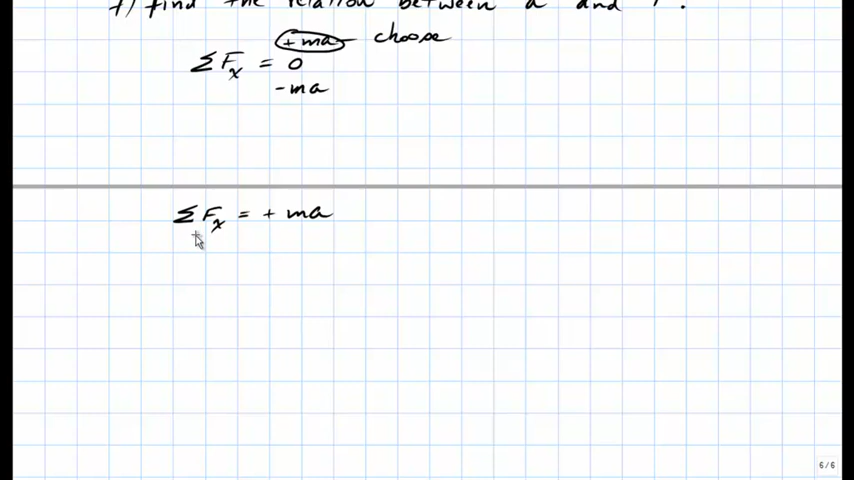 f) find the relation between a and
+ma choose
ΣFx = 0
-ma
ΣFx = + ma
6/6